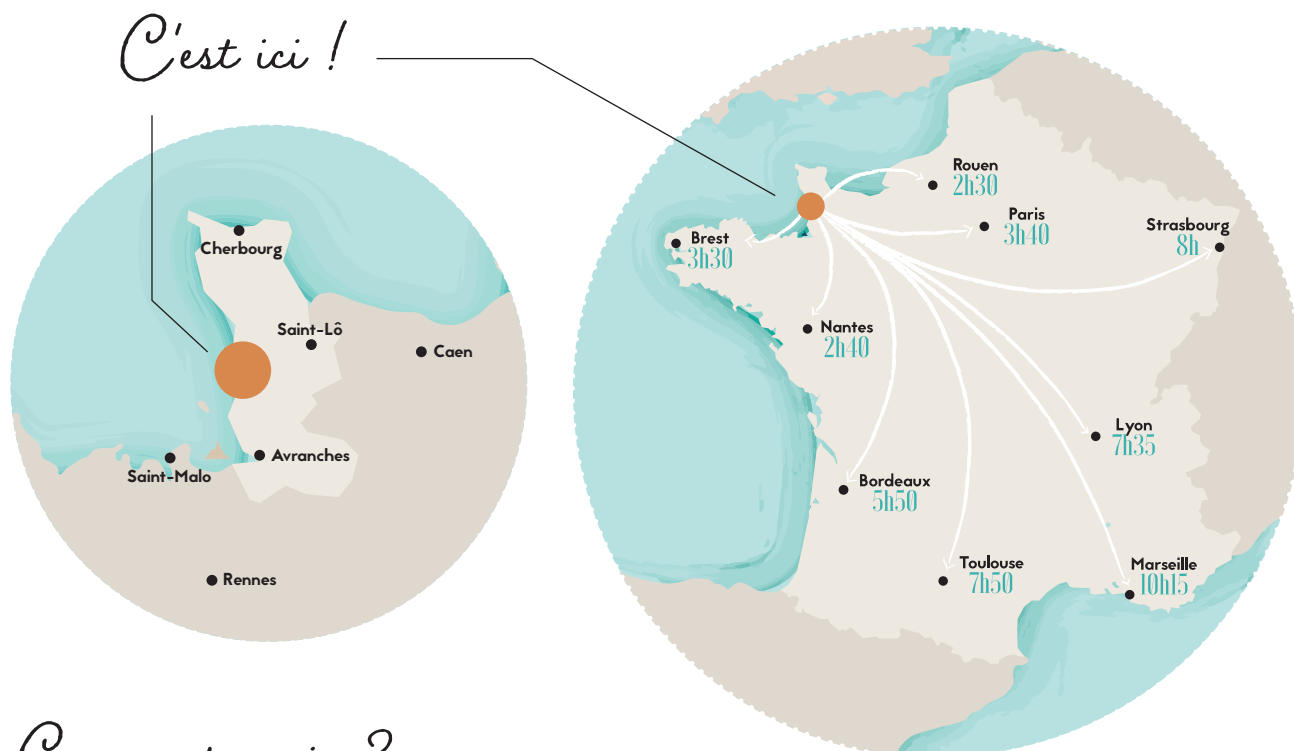 C'est ici !
Cherbourg
Saint-Lô
Caen
Avranches
Saint-Malo
Rennes
Rouen
2h30
Paris
3h40
Strasbourg
8h
Brest
3h30
Nantes
2h40
Lyon
7h35
Bordeaux
5h50
Toulouse
7h50
Marseille
10h15